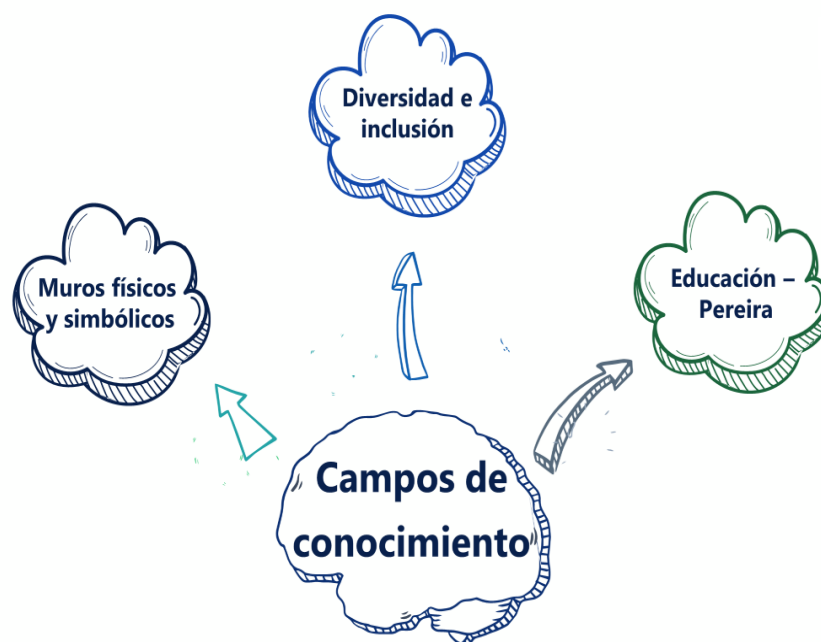 Diversidad e
inclusión
Muros físicos
y simbólicos
Educación –
Pereira
Campos de
conocimiento